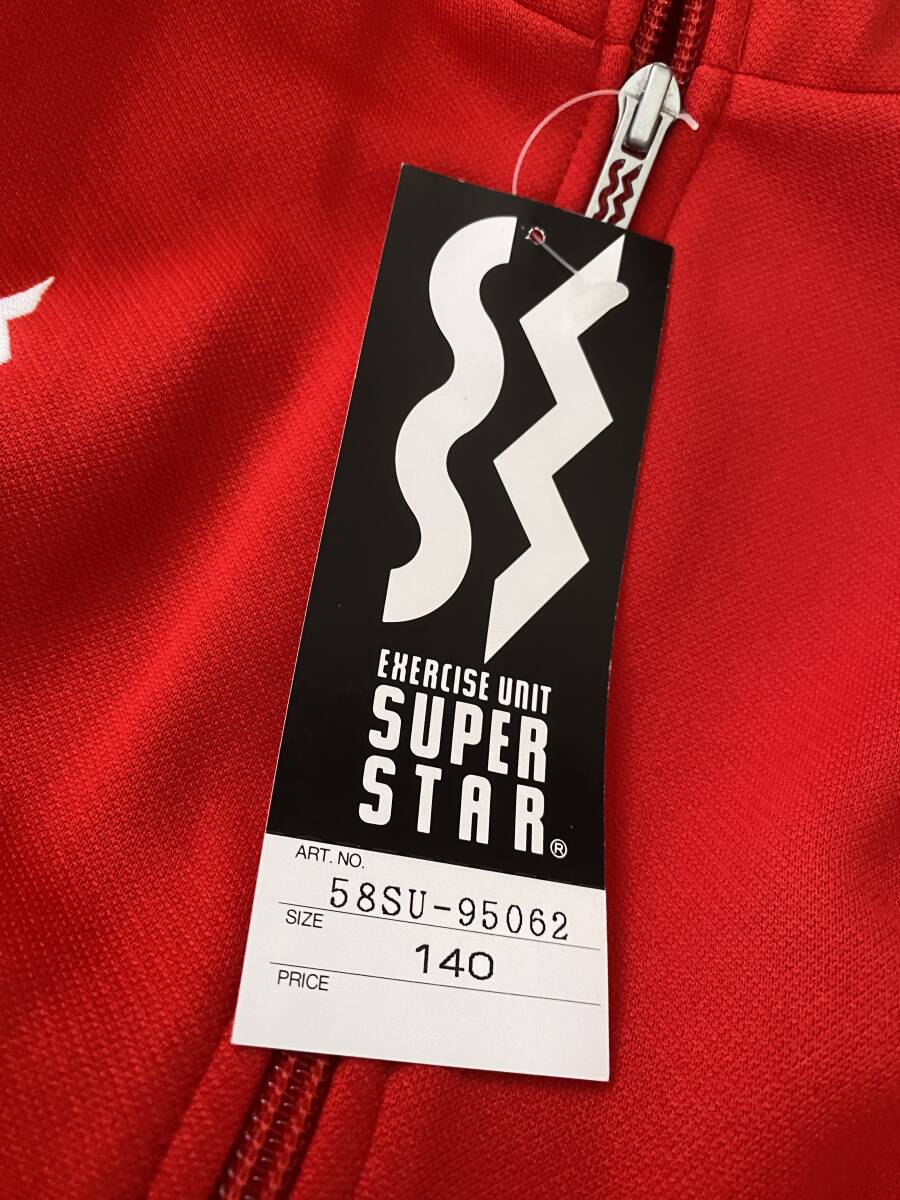 EXERCISE UNIT
SUPER
STAR®
ART. NO.
58SU-95062
SIZE
140
PRICE